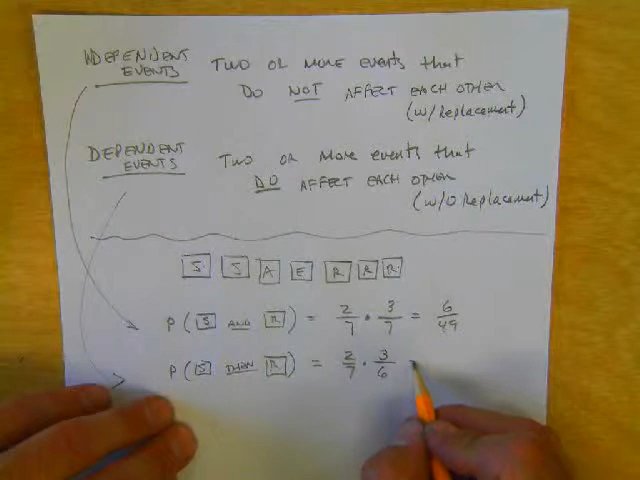 INDEPENDENT EVENTS TWO OR MORE EVENTS that
DO NOT AFFECT EACH OTHER
(w/Replacement)
DEPENDENT EVENTS TWO OR MORE EVENTS that
DO AFFECT EACH OTHER
(w/o Replacement)
S S A E R R R
P( S AND R ) = 2/7 · 3/7 = 6/49
P( S THEN R ) = 2/7 · 3/6 =